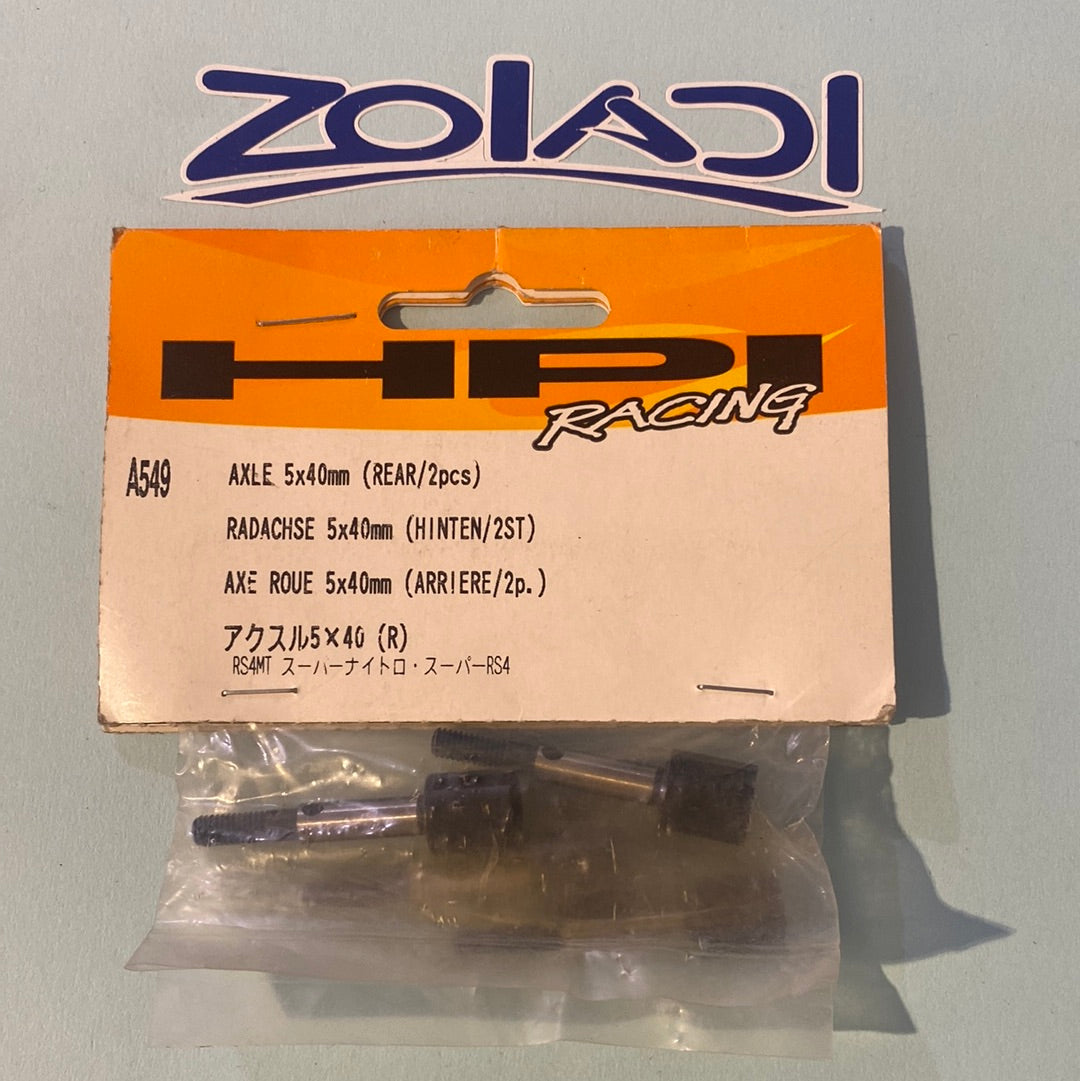 ZOIADI
HPI
RACING
A549
AXLE 5x40mm (REAR/2pcs)
RADACHSE 5x40mm (HINTEN/2ST)
AXE ROUE 5x40mm (ARRIERE/2p.)
アクスル5×40 (R)
RS4MT スーパーナイトロ・スーパーRS4